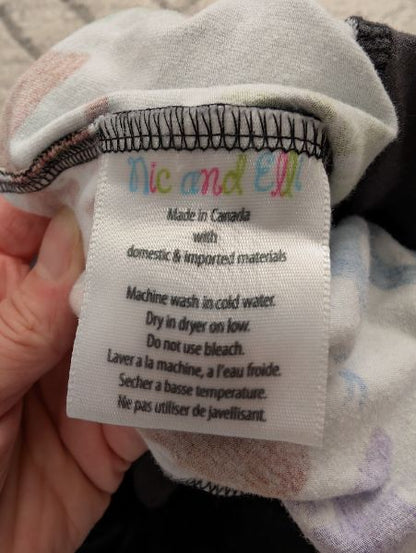 nic and Elli
Made in Canada
with
domestic & imported materials
Machine wash in cold water.
Dry in dryer on low.
Do not use bleach.
Laver a la machine, a l'eau froide.
Secher a basse temperature.
Ne pas utiliser de javellisant.